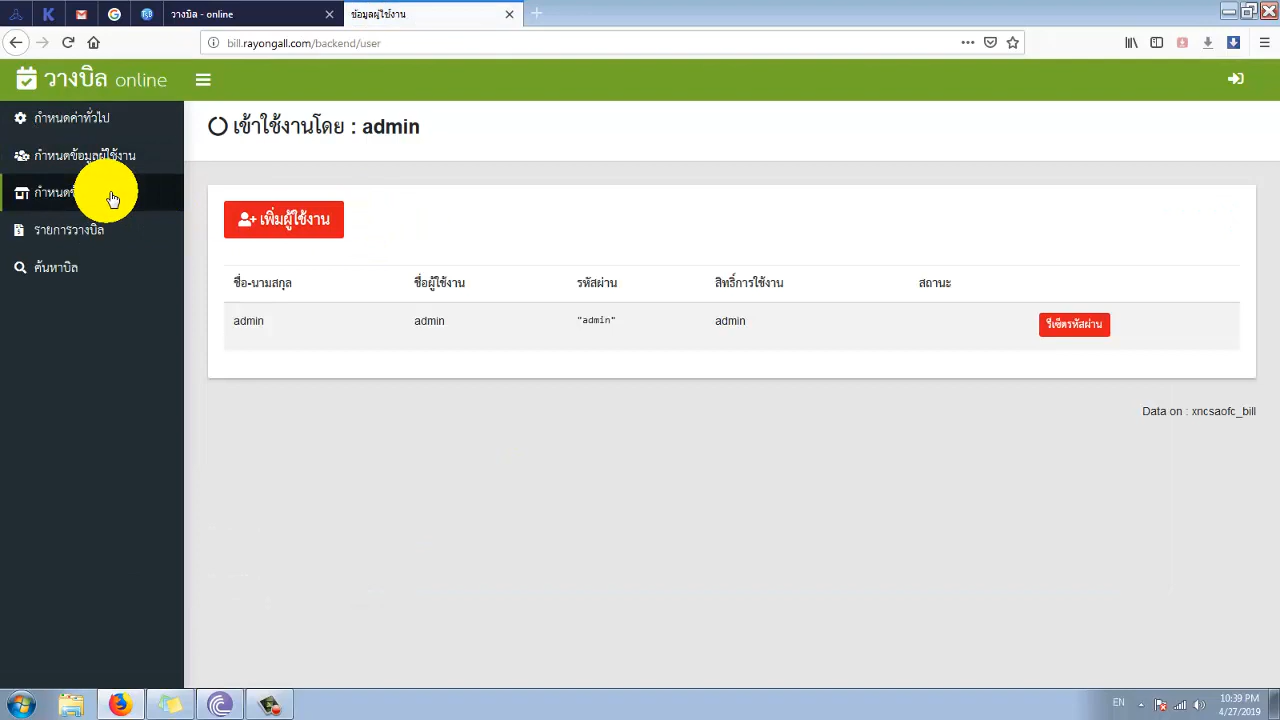 วางบิล - online
ข้อมูลผู้ใช้งาน
bill.rayongall.com/backend/user
วางบิล online
กำหนดค่าทั่วไป
เข้าใช้งานโดย : admin
กำหนดข้อมูลผู้ใช้งาน
รายการวางบิล
ค้นหาบิล
เพิ่มผู้ใช้งาน
ชื่อ-นามสกุล ชื่อผู้ใช้งาน รหัสผ่าน สิทธิ์การใช้งาน สถานะ
admin admin "admin" admin รีเซ็ตรหัสผ่าน
Data on : xncsaofc_bill
EN
10:39 PM
4/27/2019